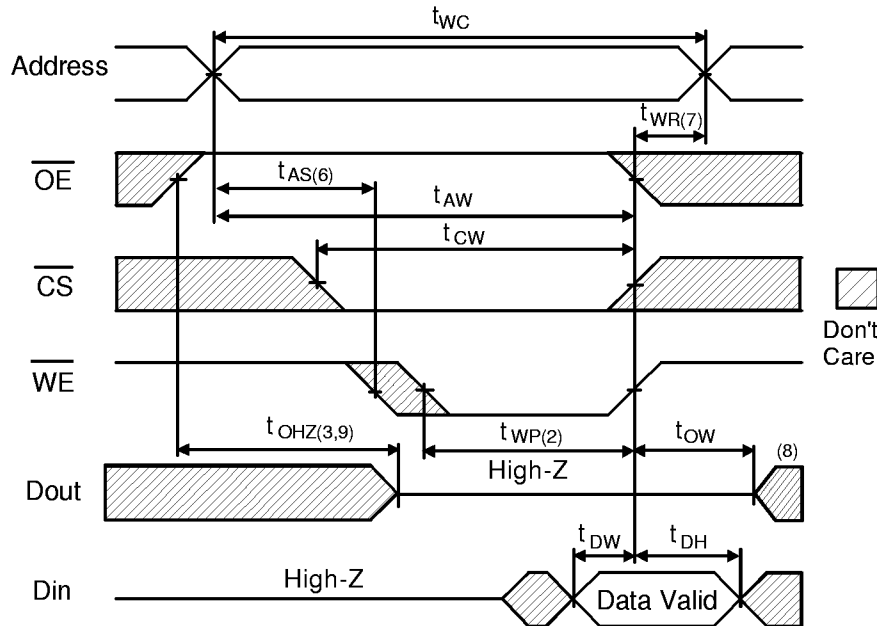 tWC
Address
tWR(7)
OE
tAS(6)
tAW
tCW
CS
Don't
Care
WE
tOHZ(3,9)
tWP(2)
tOW
(8)
High-Z
Dout
tDW
tDH
High-Z
Din
Data Valid